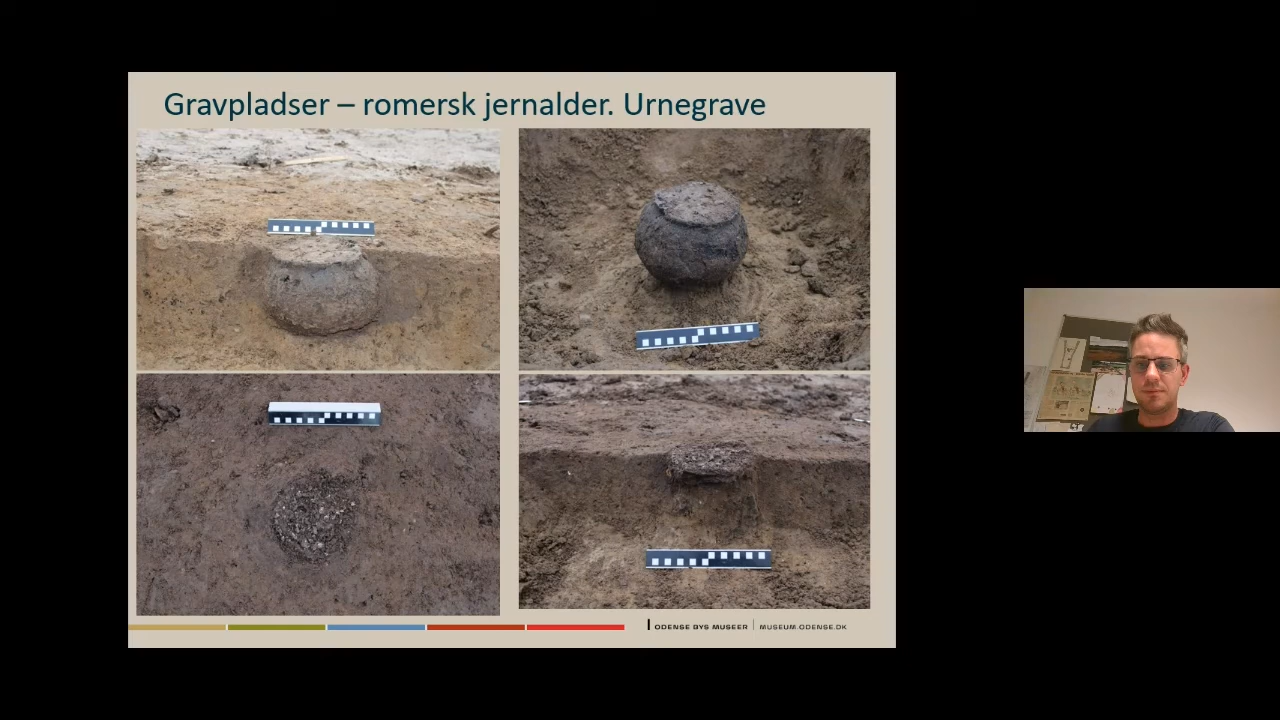 Gravpladser – romersk jernalder. Urnegrave
ODENSE BYS MUSEER | MUSEUM.ODENSE.DK